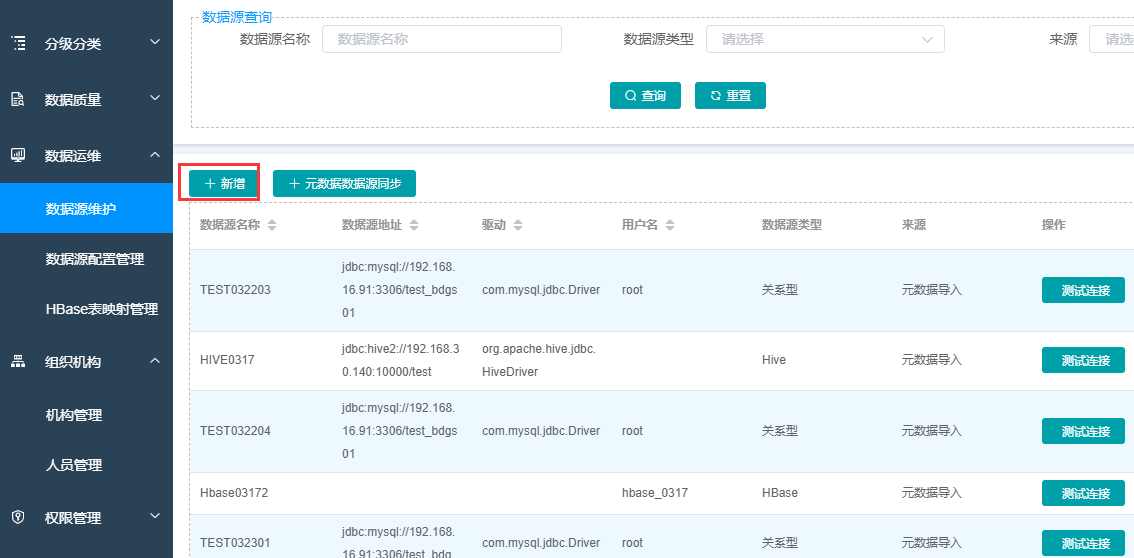 分级分类
数据质量
数据运维
数据源维护
数据源配置管理
HBase表映射管理
组织机构
机构管理
人员管理
权限管理
数据源查询
数据源名称 数据源名称 数据源类型 请选择 来源 请选
查询 重置
新增 元数据数据源同步
数据源名称 数据源地址 驱动 用户名 数据源类型 来源 操作
jdbc:mysql://192.168.
TEST032203 16.91:3306/test_bdgs com.mysql.jdbc.Driver root 关系型 元数据导入 测试连接
01
jdbc:hive2://192.168.3 org.apache.hive.jdbc.
HIVE0317 Hive 元数据导入 测试连接
0.140:10000/test HiveDriver
jdbc:mysql://192.168.
TEST032204 16.91:3306/test_bdgs com.mysql.jdbc.Driver root 关系型 元数据导入 测试连接
01
Hbase03172 hbase_0317 HBase 元数据导入 测试连接
jdbc:mysql://192.168.
TEST032301 com.mysql.jdbc.Driver root 关系型 元数据导入 测试连接
16.91:3306/test_bdg